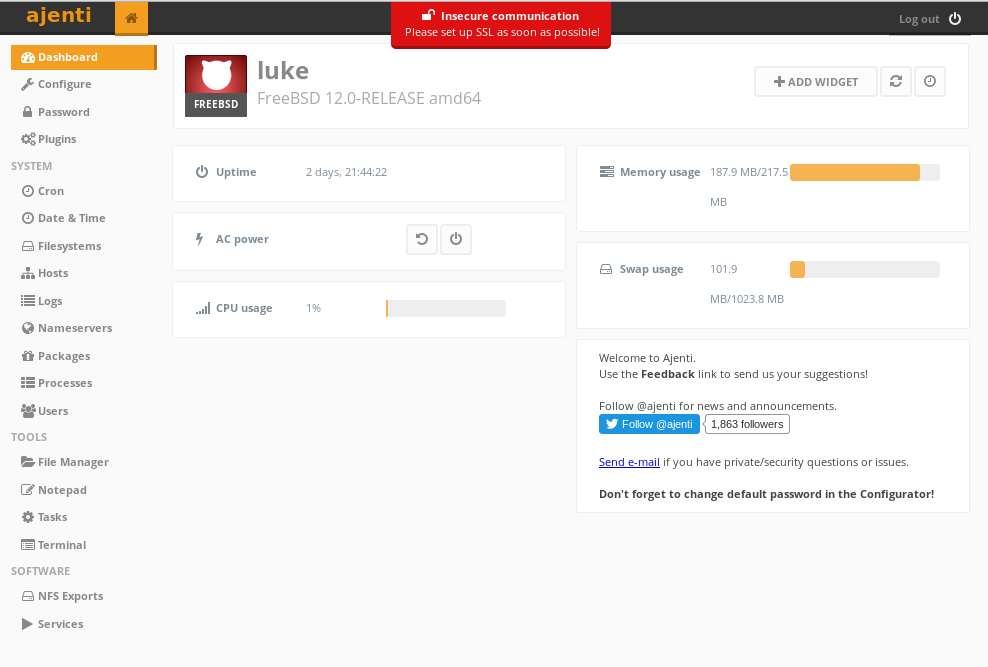 ajenti
Insecure communication
Please set up SSL as soon as possible!
Log out
Dashboard
Configure
Password
Plugins
SYSTEM
Cron
Date & Time
Filesystems
Hosts
Logs
Nameservers
Packages
Processes
Users
TOOLS
File Manager
Notepad
Tasks
Terminal
SOFTWARE
NFS Exports
Services
FREEBSD
luke
FreeBSD 12.0-RELEASE amd64
ADD WIDGET
Uptime 2 days, 21:44:22
AC power
CPU usage 1%
Memory usage 187.9 MB/217.5
MB
Swap usage 101.9
MB/1023.8 MB
Welcome to Ajenti.
Use the Feedback link to send us your suggestions!
Follow @ajenti for news and announcements.
Follow @ajenti 1,863 followers
Send e-mail if you have private/security questions or issues.
Don't forget to change default password in the Configurator!